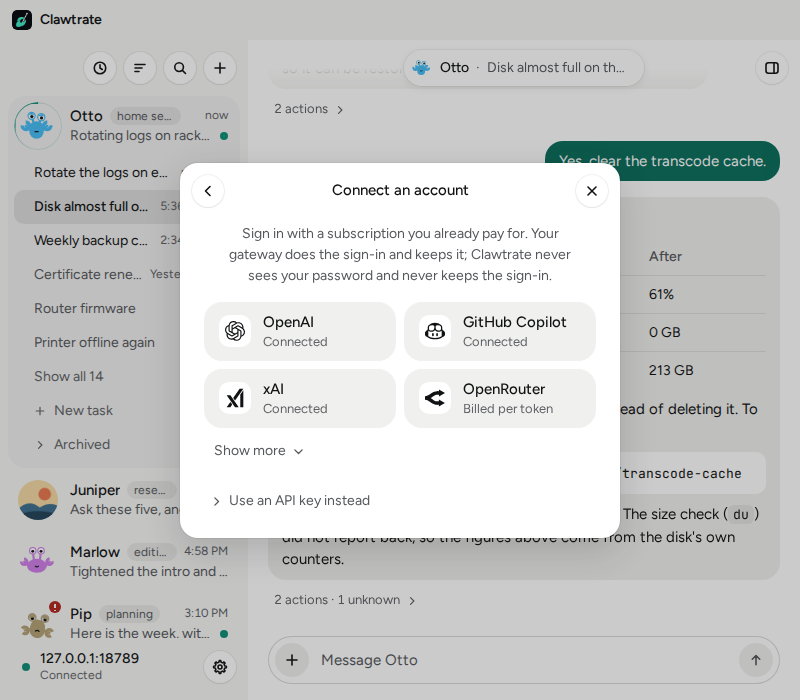 Clawtrate
Otto · Disk almost full on th...
2 actions
Otto home se... now
Rotating logs on rack...
Rotate the logs on e...
Disk almost full o... 5:36
Weekly backup c... 2:34
Certificate rene... Yeste
Router firmware
Printer offline again
Show all 14
+ New task
Archived
Juniper rese...
Ask these five, an
Marlow editi... 4:58 PM
Tightened the intro and ...
Pip planning 3:10 PM
Here is the week. wit...
127.0.0.1:18789
Connected
Yes, clear the transcode cache.
After
61%
0 GB
213 GB
ead of deleting it. To
/transcode-cache
The size check ( du )
did not report back, so the figures above come from the disk's own
counters.
2 actions · 1 unknown
Message Otto
Connect an account
Sign in with a subscription you already pay for. Your
gateway does the sign-in and keeps it; Clawtrate never
sees your password and never keeps the sign-in.
OpenAI
Connected
GitHub Copilot
Connected
xAI
Connected
OpenRouter
Billed per token
Show more
Use an API key instead